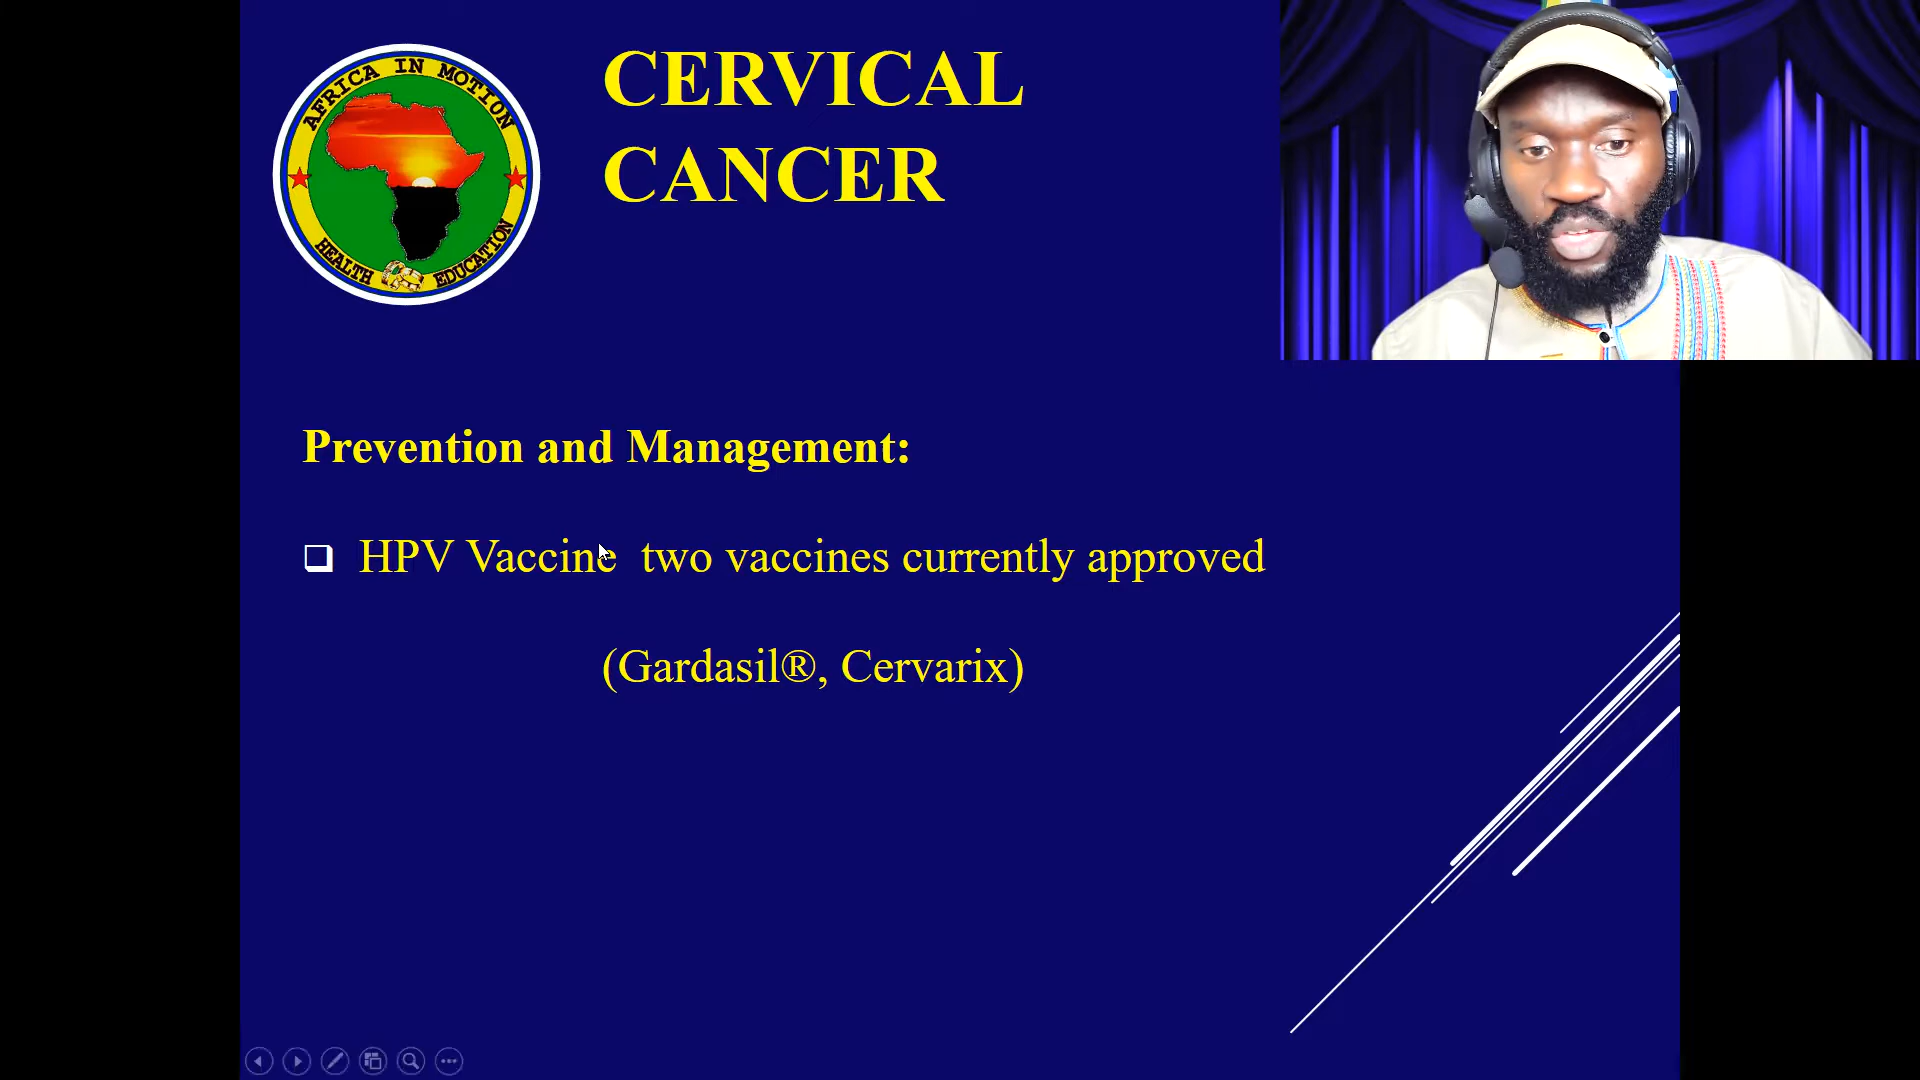 AFRICA IN MOTION
HEALTH EDUCATION
CERVICAL
CANCER
Prevention and Management:
❑ HPV Vaccine two vaccines currently approved
(Gardasil®, Cervarix)